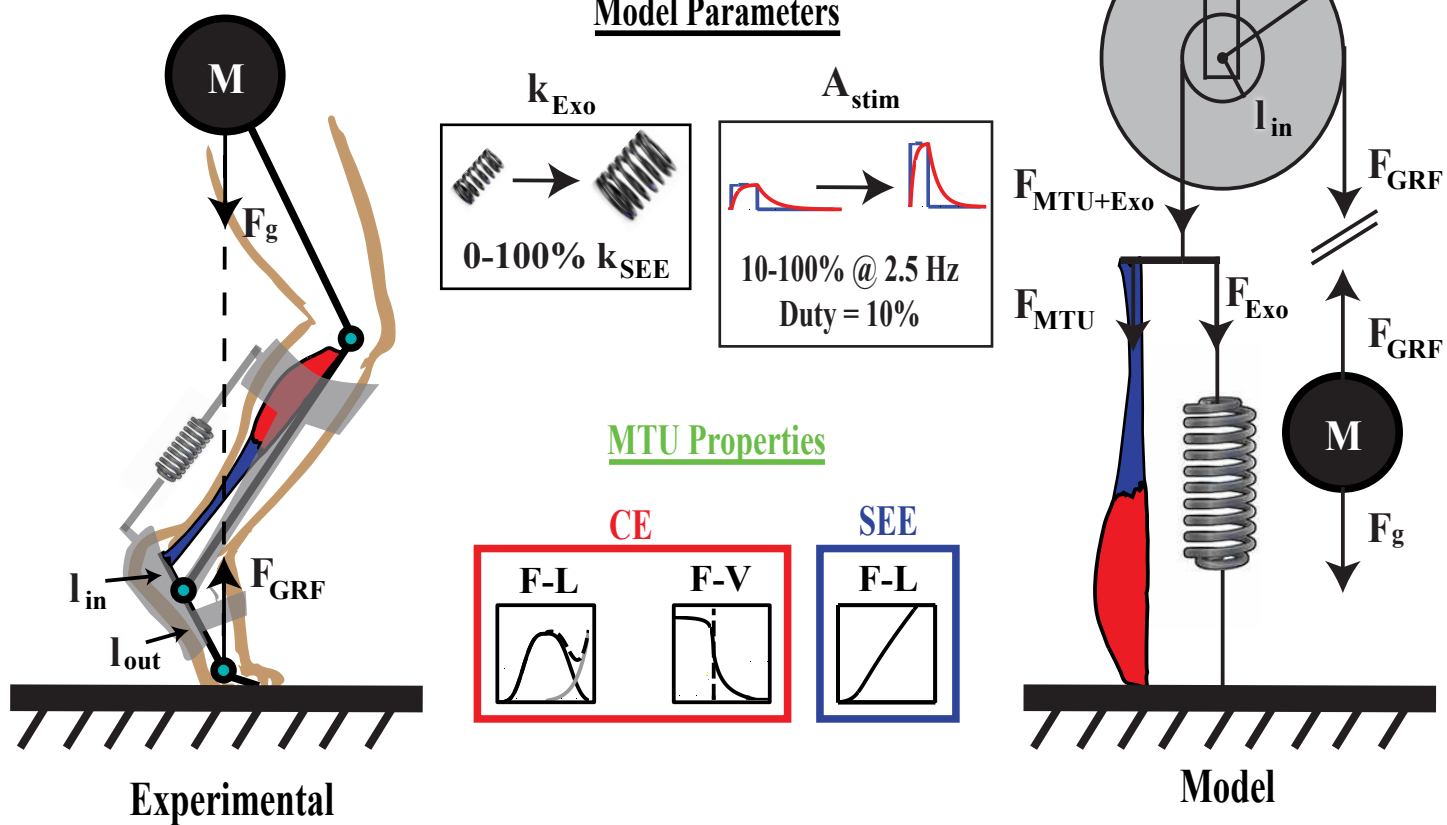 Model Parameters
M
F_g
l_in
l_out
F_GRF
Experimental
k_Exo
0-100% k_SEE
A_stim
10-100% @ 2.5 Hz
Duty = 10%
MTU Properties
CE
F-L
F-V
SEE
F-L
l_in
F_MTU+Exo
F_GRF
F_MTU
F_Exo
F_GRF
M
F_g
Model